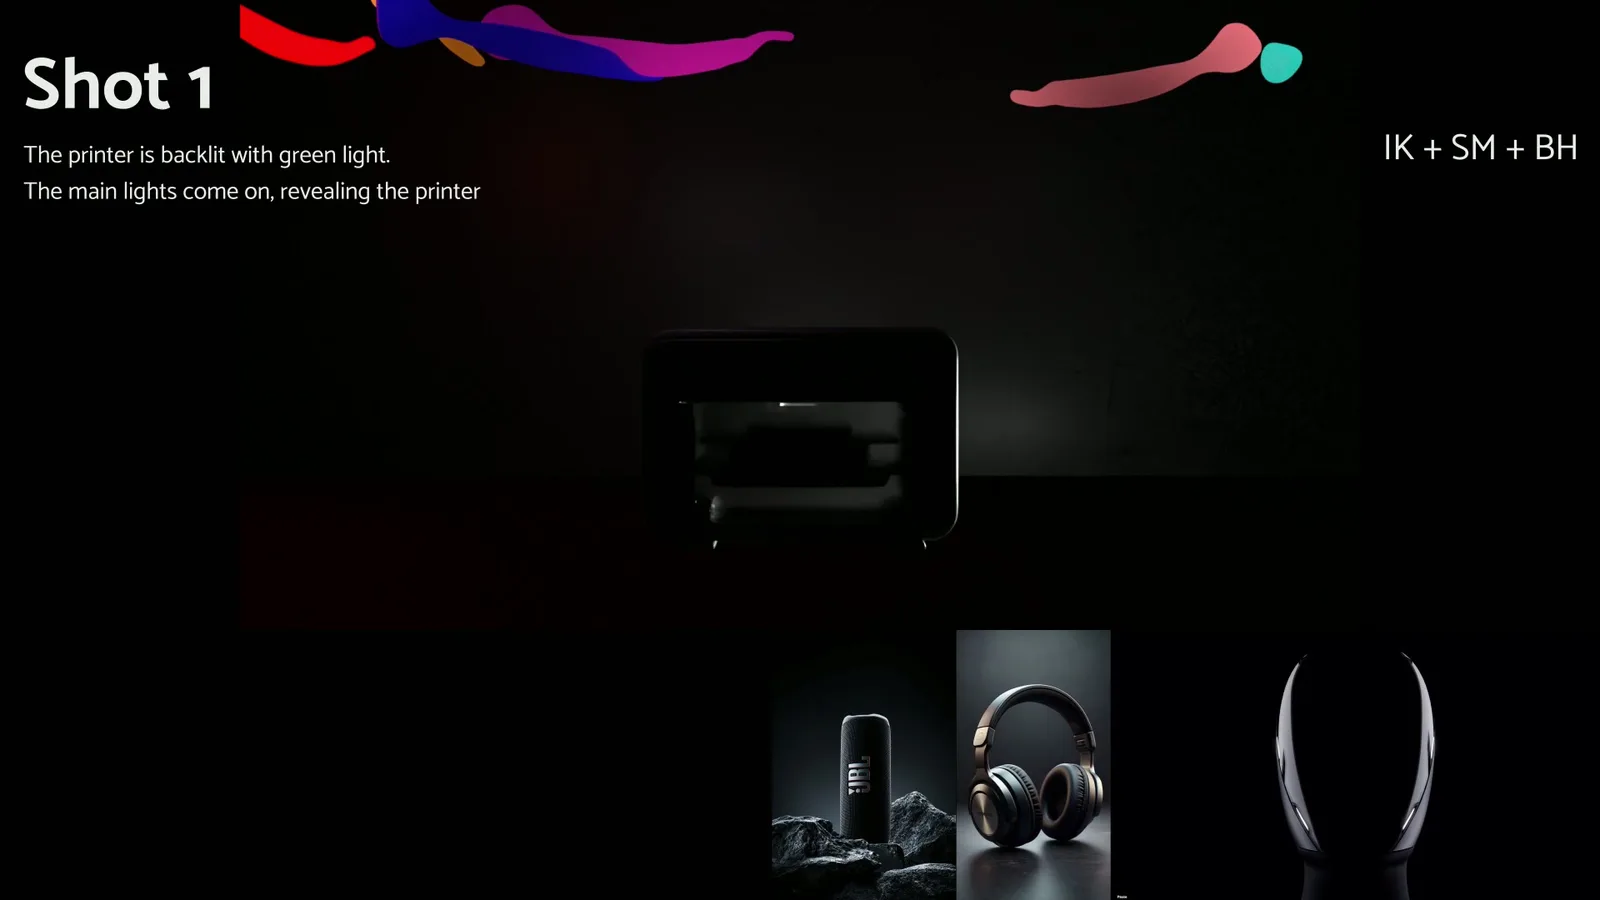 Shot 1
The printer is backlit with green light.
The main lights come on, revealing the printer
IK + SM + BH
JBL